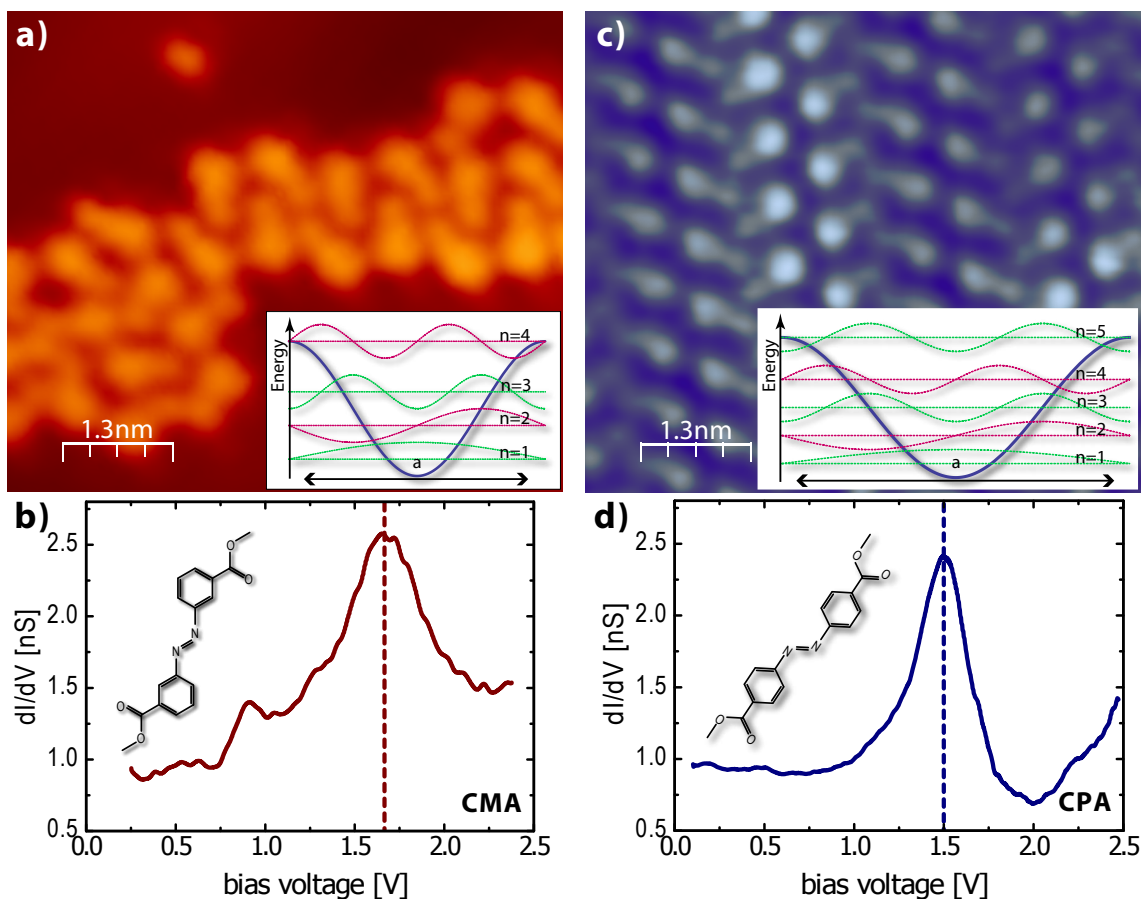 a)
1.3nm
Energy
n=4
n=3
n=2
n=1
a
c)
1.3nm
Energy
n=5
n=4
n=3
n=2
n=1
a
b)
dI/dV [nS]
2.5
2.0
1.5
1.0
0.5
0.0 0.5 1.0 1.5 2.0 2.5
bias voltage [V]
O
O
N
N
O
O
CMA
d)
dI/dV [nS]
2.5
2.0
1.5
1.0
0.5
0.0 0.5 1.0 1.5 2.0 2.5
bias voltage [V]
O
O
N N
O
O
CPA